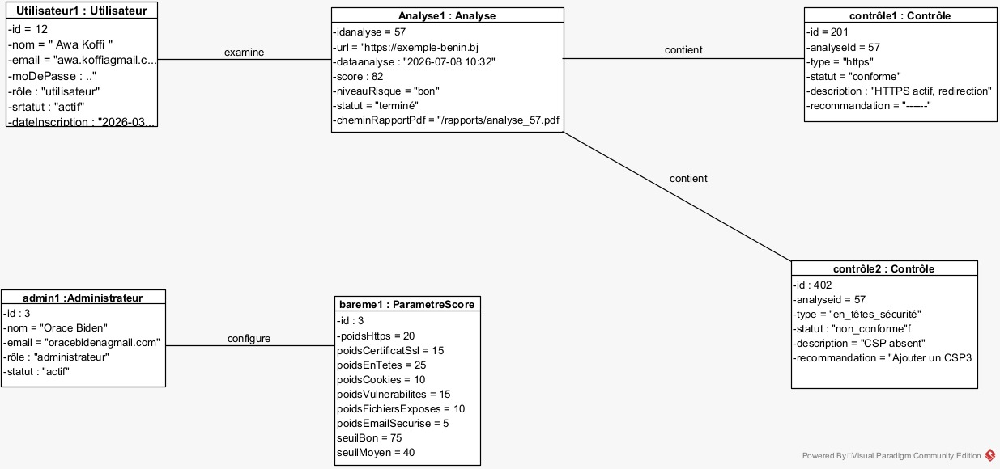 Utilisateur1 : Utilisateur
-id = 12
-nom = " Awa Koffi "
-email = "awa.koffiagmail.c...
-moDePasse : .."
-rôle : "utilisateur"
-srtatut : "actif"
-dateInscription : "2026-03...
examine
Analyse1 : Analyse
-idanalyse = 57
-url = "https://exemple-benin.bj
-dataanalyse : "2026-07-08 10:32"
-score : 82
-niveauRisque = "bon"
-statut = "terminé"
-cheminRapportPdf = "/rapports/analyse_57.pdf
contient
contrôle1 : Contrôle
-id = 201
-analyseId = 57
-type = "https"
-statut = "conforme"
-description : "HTTPS actif, redirection"
-recommandation = "------"
contient
contrôle2 : Contrôle
-id : 402
-analyseid = 57
-type = "en_têtes_sécurité"
-statut : "non_conforme"f
-description = "CSP absent"
-recommandation = "Ajouter un CSP3
admin1 :Administrateur
-id : 3
-nom = "Orace Biden"
-email = "oracebidenagmail.com"
-rôle : "administrateur"
-statut : "actif"
configure
bareme1 : ParametreScore
-id : 3
-poidsHttps = 20
poidsCertificatSsl = 15
poidsEnTetes = 25
poidsCookies = 10
poidsVulnerabilites = 15
poidsFichiersExposes = 10
poidsEmailSecurise = 5
seuilBon = 75
seuilMoyen = 40
Powered By Visual Paradigm Community Edition